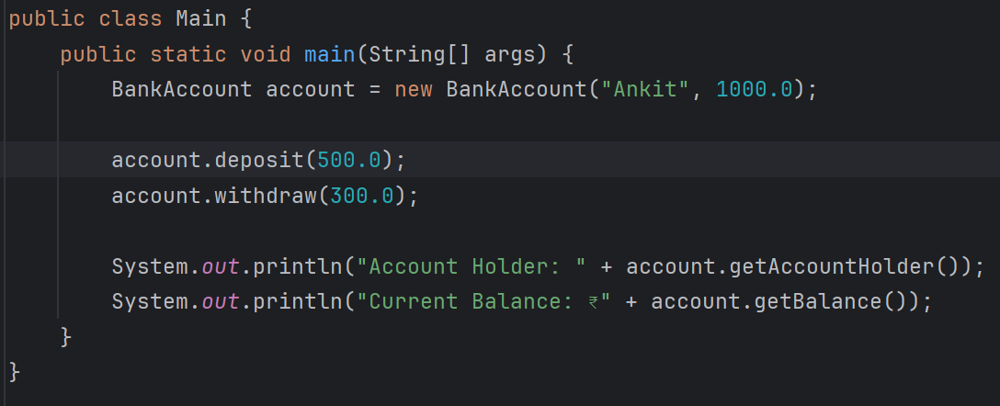 public class Main {
    public static void main(String[] args) {
        BankAccount account = new BankAccount("Ankit", 1000.0);
        account.deposit(500.0);
        account.withdraw(300.0);
        System.out.println("Account Holder: " + account.getAccountHolder());
        System.out.println("Current Balance: ₹" + account.getBalance());
    }
}